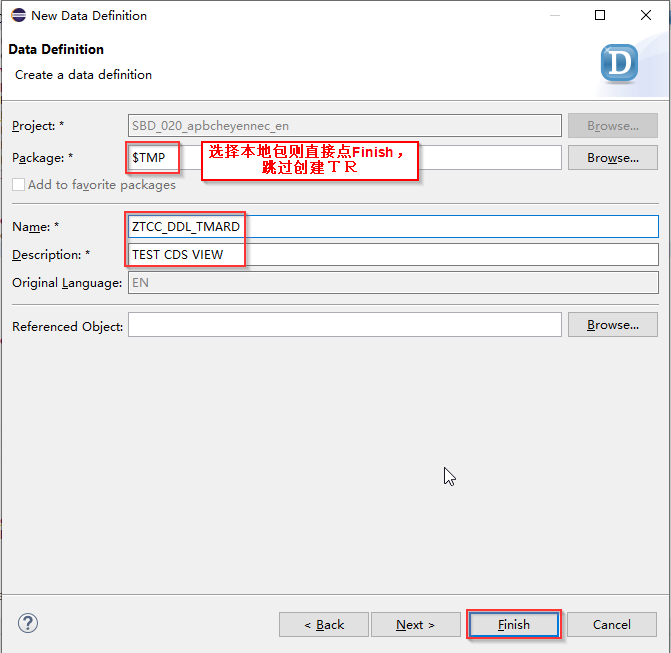 New Data Definition
Data Definition
Create a data definition
D
Project: *
SBD_020_apbcheyennec_en
Browse...
Package: *
$TMP
选择本地包则直接点Finish，
跳过创建ＴＲ
Browse...
Add to favorite packages
Name: *
ZTCC_DDL_TMARD
Description: *
TEST CDS VIEW
Original Language:
EN
Referenced Object:
Browse...
?
< Back
Next >
Finish
Cancel